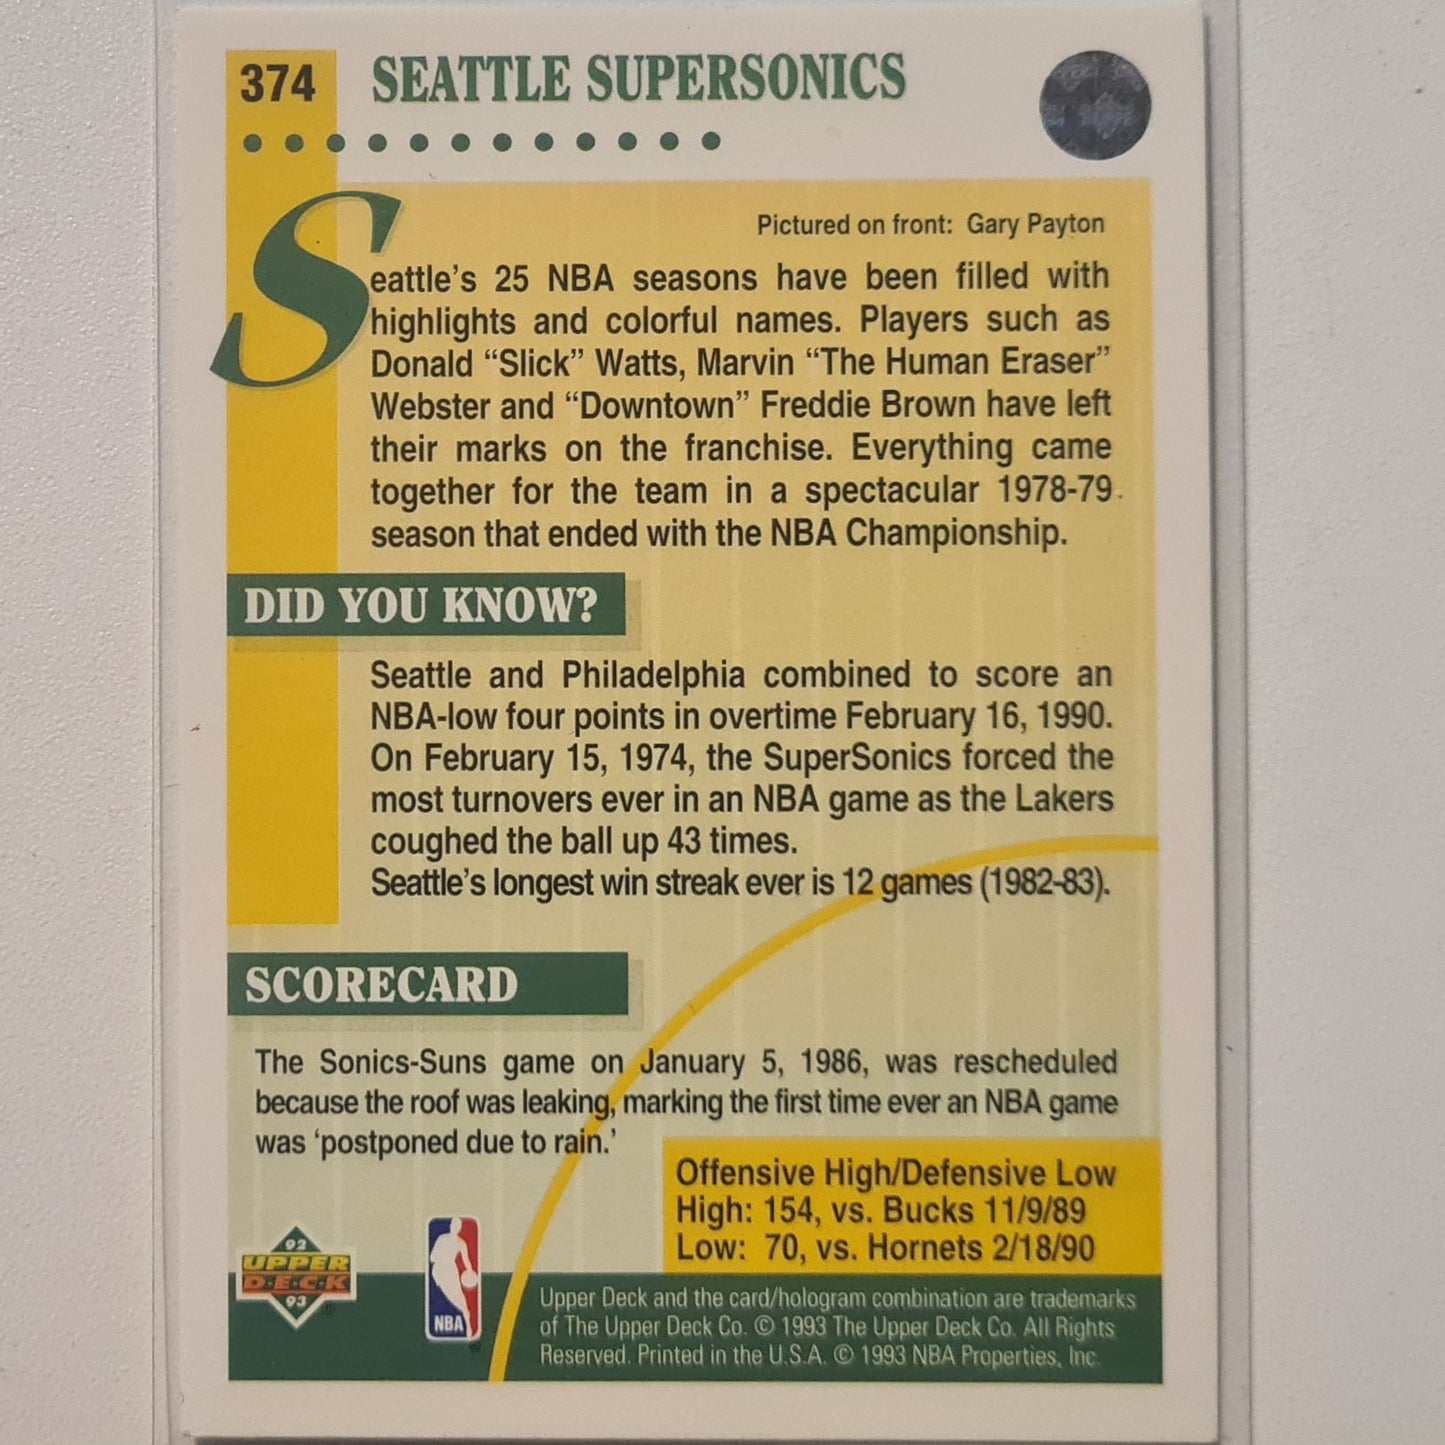 374 SEATTLE SUPERSONICS
Pictured on front: Gary Payton
Seattle's 25 NBA seasons have been filled with
highlights and colorful names. Players such as
Donald “Slick” Watts, Marvin “The Human Eraser”
Webster and “Downtown” Freddie Brown have left
their marks on the franchise. Everything came
together for the team in a spectacular 1978-79
season that ended with the NBA Championship.
DID YOU KNOW?
Seattle and Philadelphia combined to score an
NBA-low four points in overtime February 16, 1990.
On February 15, 1974, the SuperSonics forced the
most turnovers ever in an NBA game as the Lakers
coughed the ball up 43 times.
Seattle's longest win streak ever is 12 games (1982-83).
SCORECARD
The Sonics-Suns game on January 5, 1986, was rescheduled
because the roof was leaking, marking the first time ever an NBA game
was ‘postponed due to rain.’
Offensive High/Defensive Low
High: 154, vs. Bucks 11/9/89
Low: 70, vs. Hornets 2/18/90
92
UPPER
D·E·C·K
93
NBA
Upper Deck and the card/hologram combination are trademarks
of The Upper Deck Co. © 1993 The Upper Deck Co. All Rights
Reserved. Printed in the U.S.A. © 1993 NBA Properties, Inc.